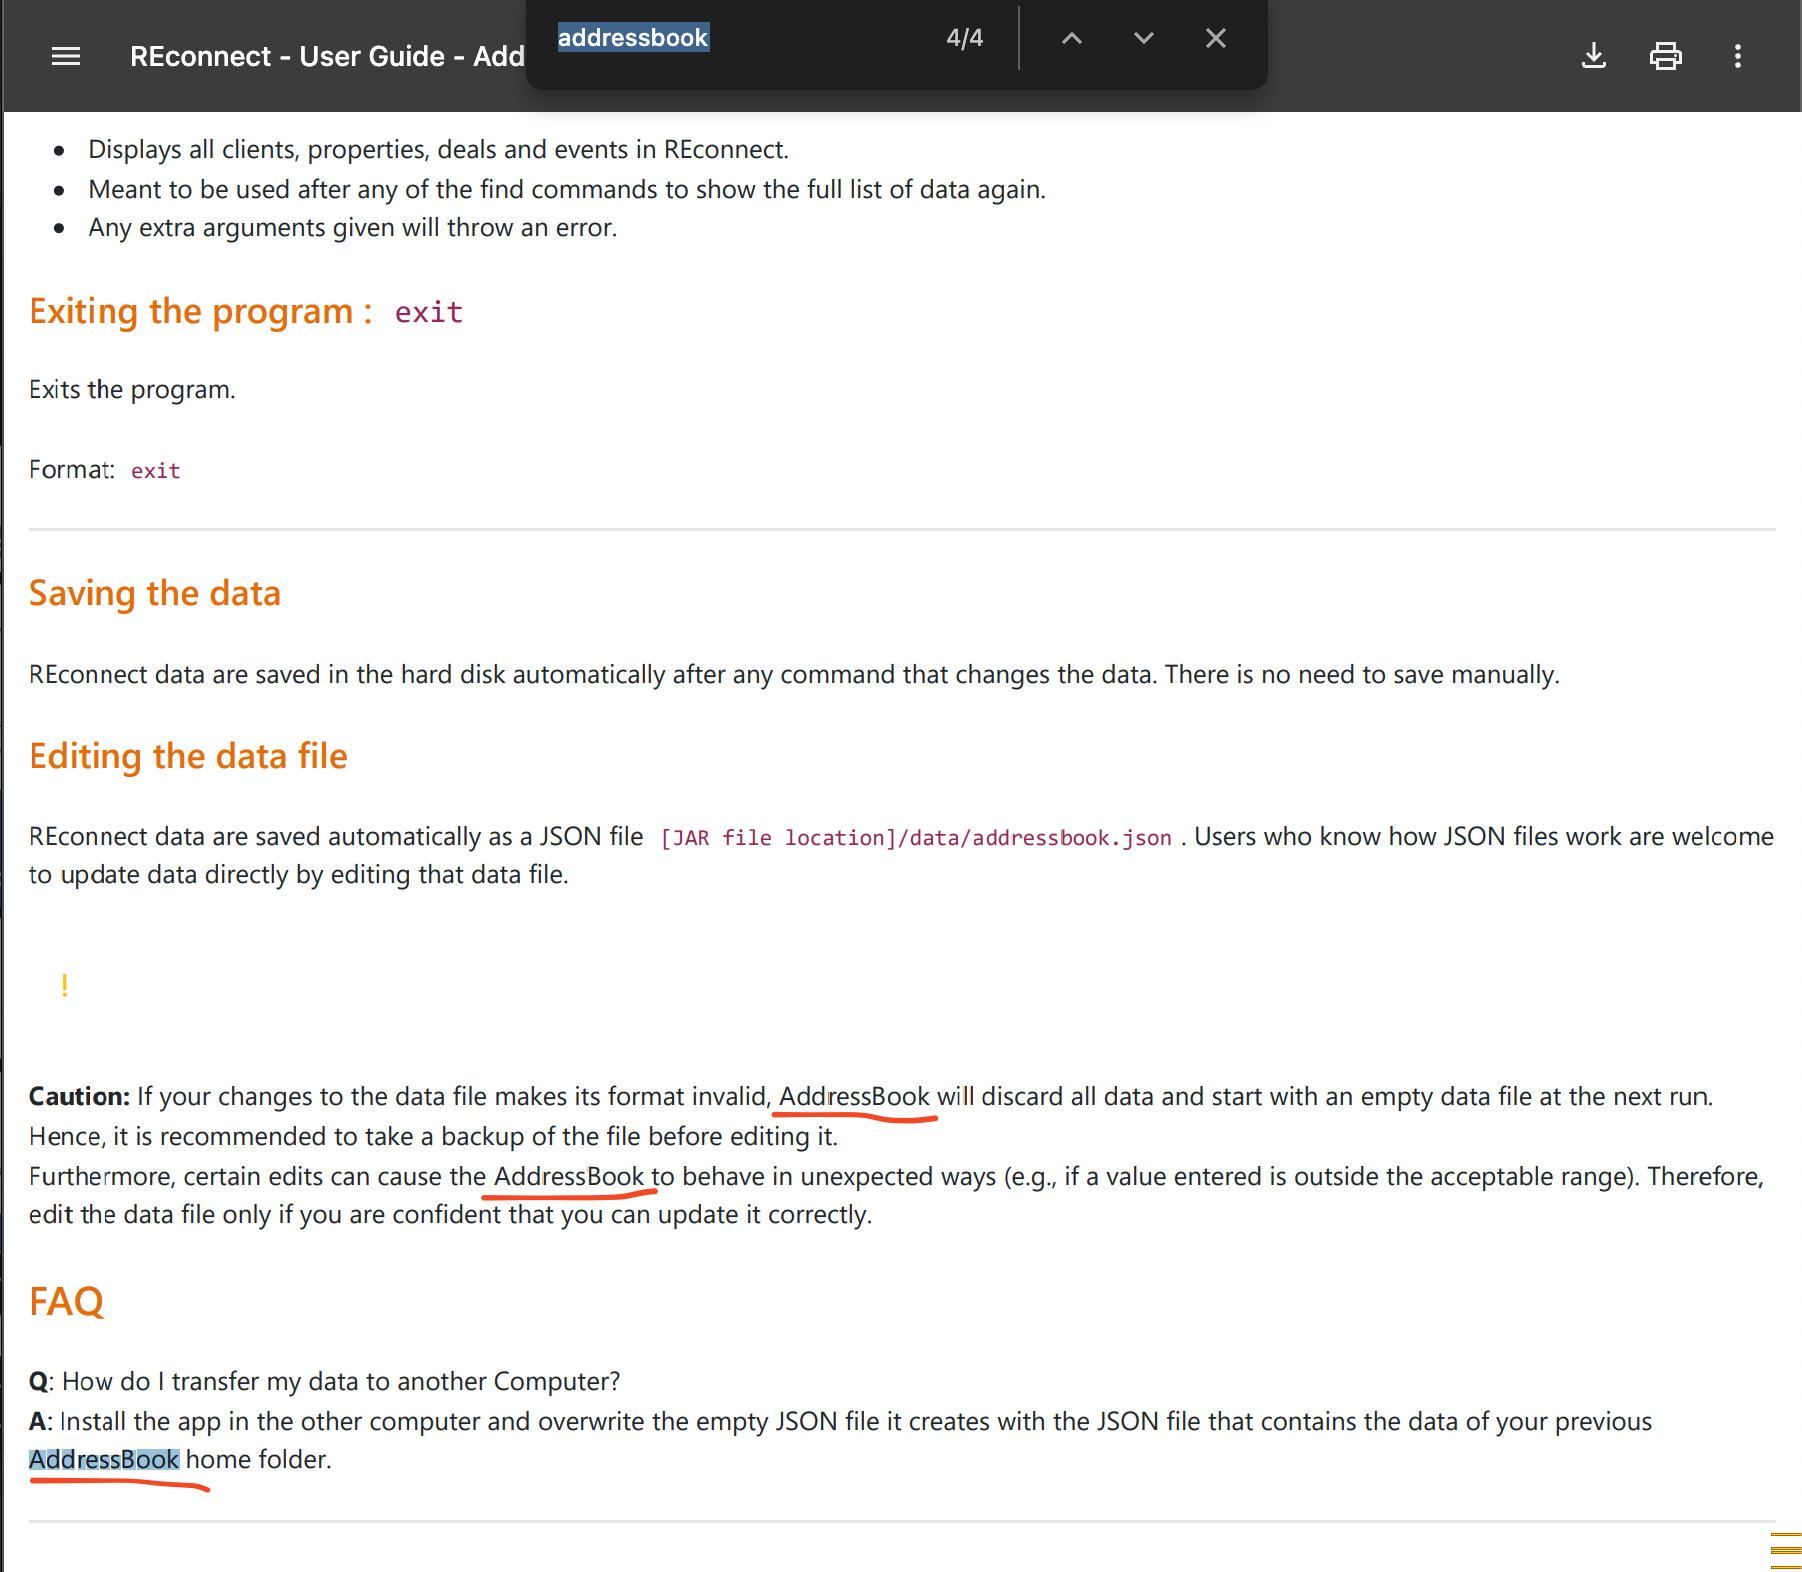 REconnect - User Guide - Add
addressbook
4/4
Displays all clients, properties, deals and events in REconnect.
Meant to be used after any of the find commands to show the full list of data again.
Any extra arguments given will throw an error.
Exiting the program : exit
Exits the program.
Format: exit
Saving the data
REconnect data are saved in the hard disk automatically after any command that changes the data. There is no need to save manually.
Editing the data file
REconnect data are saved automatically as a JSON file [JAR file location]/data/addressbook.json . Users who know how JSON files work are welcome
to update data directly by editing that data file.
!
Caution: If your changes to the data file makes its format invalid, AddressBook will discard all data and start with an empty data file at the next run.
Hence, it is recommended to take a backup of the file before editing it.
Furthermore, certain edits can cause the AddressBook to behave in unexpected ways (e.g., if a value entered is outside the acceptable range). Therefore,
edit the data file only if you are confident that you can update it correctly.
FAQ
Q: How do I transfer my data to another Computer?
A: Install the app in the other computer and overwrite the empty JSON file it creates with the JSON file that contains the data of your previous
AddressBook home folder.